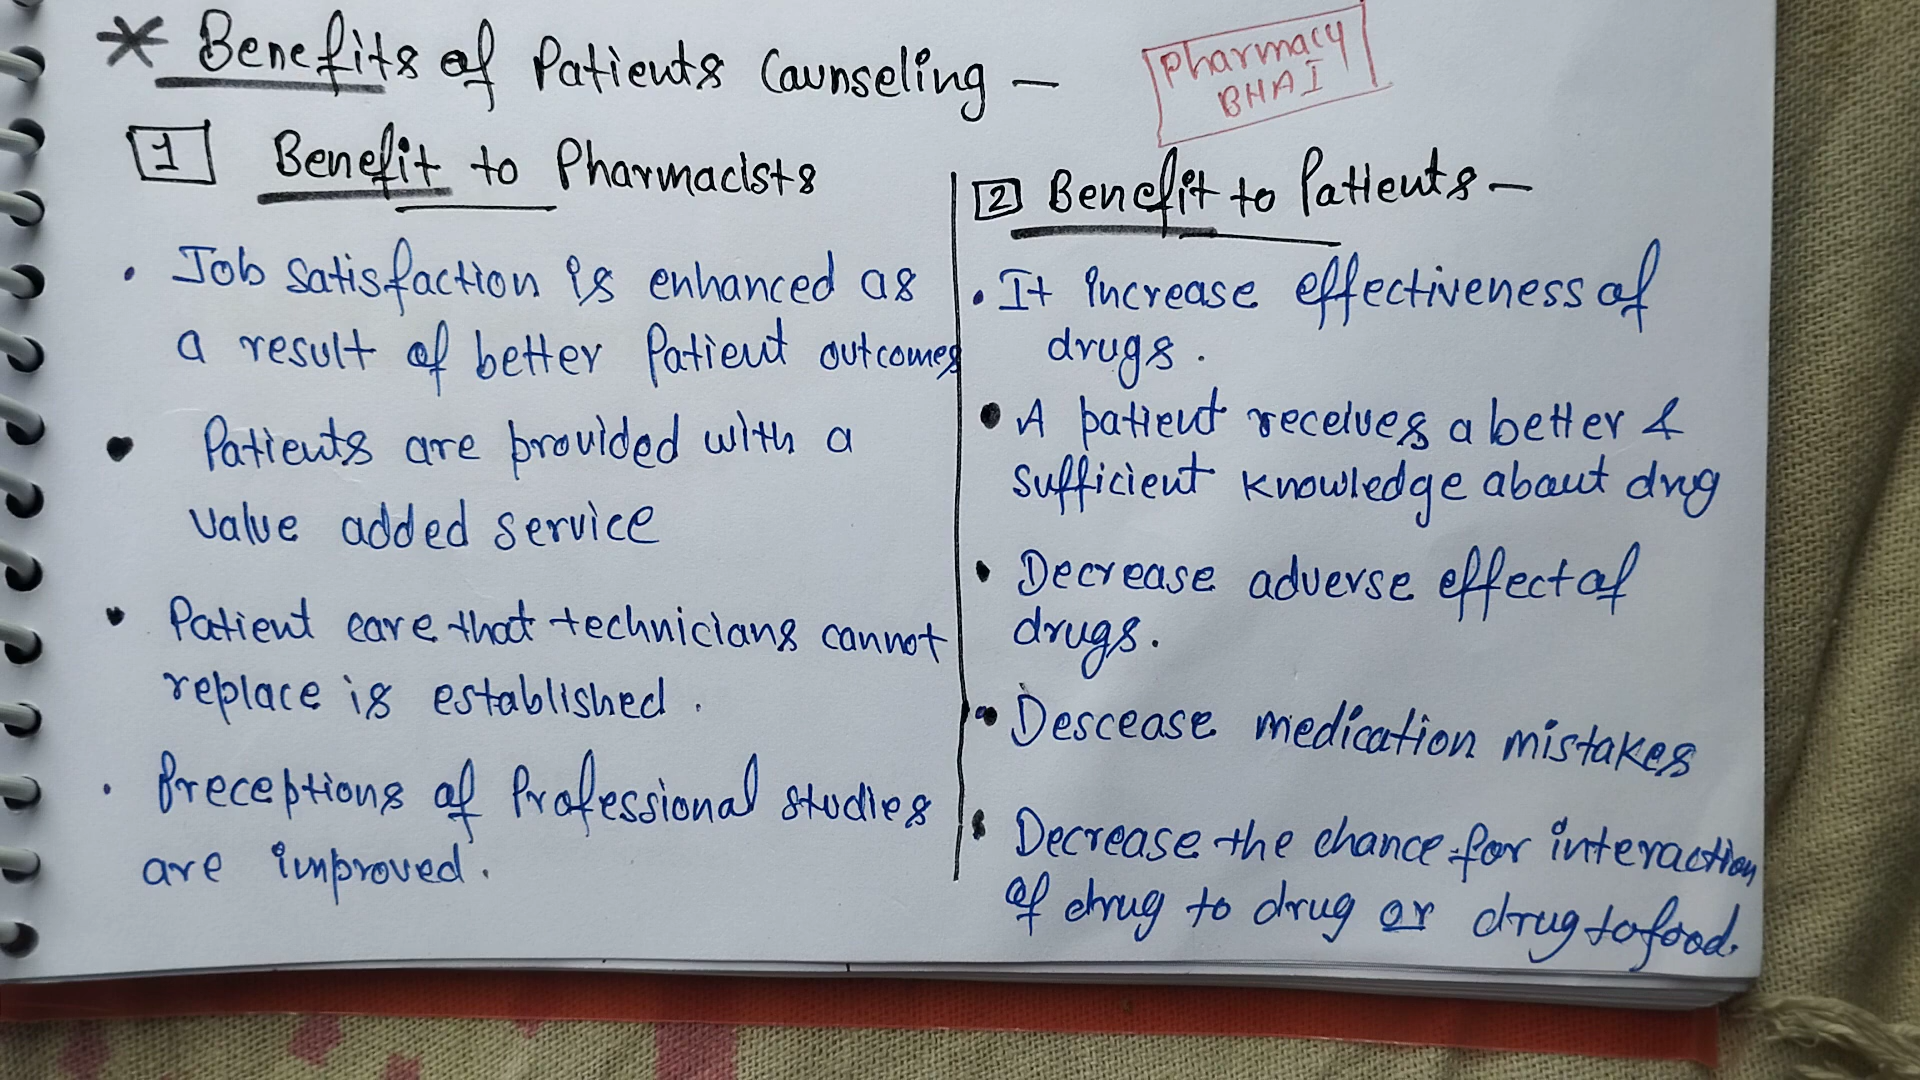 * Benefits of Patients Counseling –
Pharmacy
BHAI
1 Benefit to Pharmacists
• Job satisfaction is enhanced as
a result of better Patient outcomes
• Patients are provided with a
value added service
• Patient care that technicians cannot
replace is established.
• Preceptions of Professional studies
are improved.
2 Benefit to Patients –
• It increase effectiveness of
drugs.
• A patient receives a better &
sufficient knowledge about drug
• Decrease adverse effect of
drugs.
• Descease medication mistakes
• Decrease the chance for interaction
of drug to drug or drug to food.